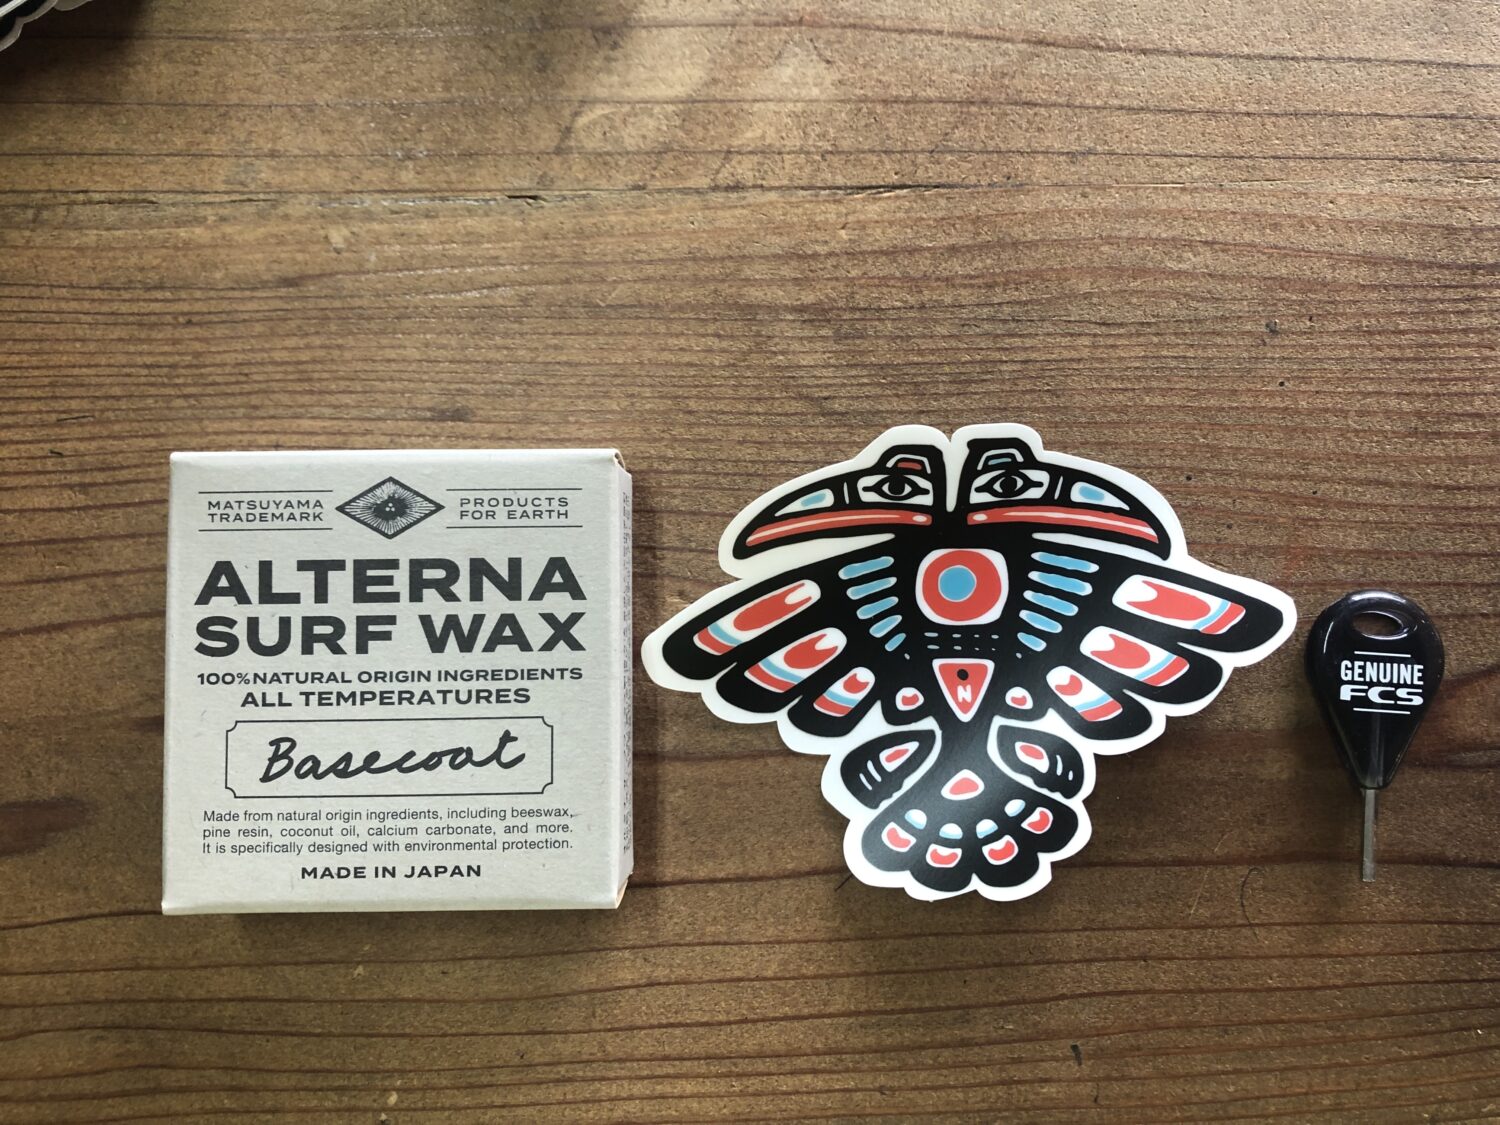 MATSUYAMA
TRADEMARK
PRODUCTS
FOR EARTH
ALTERNA
SURF WAX
100% NATURAL ORIGIN INGREDIENTS
ALL TEMPERATURES
Basecoat
Made from natural origin ingredients, including beeswax,
pine resin, coconut oil, calcium carbonate, and more.
It is specifically designed with environmental protection.
MADE IN JAPAN
N
GENUINE
FCS